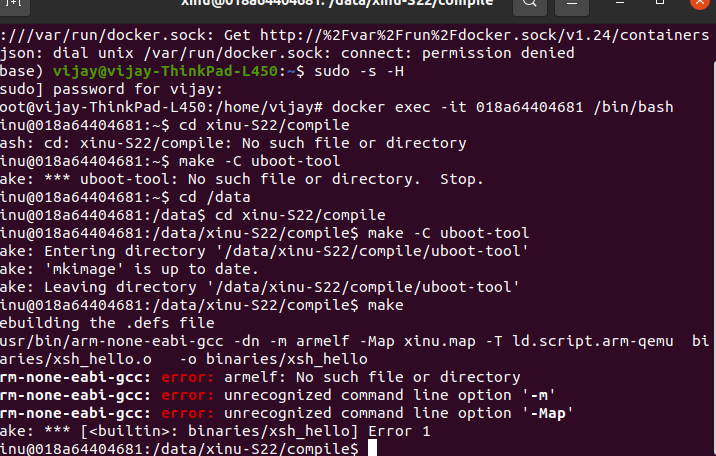 xinu@018a64404681: /data/xinu-S22/compile
:///var/run/docker.sock: Get http://%2Fvar%2Frun%2Fdocker.sock/v1.24/containers
json: dial unix /var/run/docker.sock: connect: permission denied
base) vijay@vijay-ThinkPad-L450:~$ sudo -s -H
sudo] password for vijay:
oot@vijay-ThinkPad-L450:/home/vijay# docker exec -it 018a64404681 /bin/bash
inu@018a64404681:~$ cd xinu-S22/compile
ash: cd: xinu-S22/compile: No such file or directory
inu@018a64404681:~$ make -C uboot-tool
ake: *** uboot-tool: No such file or directory.  Stop.
inu@018a64404681:~$ cd /data
inu@018a64404681:/data$ cd xinu-S22/compile
inu@018a64404681:/data/xinu-S22/compile$ make -C uboot-tool
ake: Entering directory '/data/xinu-S22/compile/uboot-tool'
ake: 'mkimage' is up to date.
ake: Leaving directory '/data/xinu-S22/compile/uboot-tool'
inu@018a64404681:/data/xinu-S22/compile$ make
ebuilding the .defs file
usr/bin/arm-none-eabi-gcc -dn -m armelf -Map xinu.map -T ld.script.arm-qemu  bi
aries/xsh_hello.o   -o binaries/xsh_hello
rm-none-eabi-gcc: error: armelf: No such file or directory
rm-none-eabi-gcc: error: unrecognized command line option '-m'
rm-none-eabi-gcc: error: unrecognized command line option '-Map'
ake: *** [<builtin>: binaries/xsh_hello] Error 1
inu@018a64404681:/data/xinu-S22/compile$